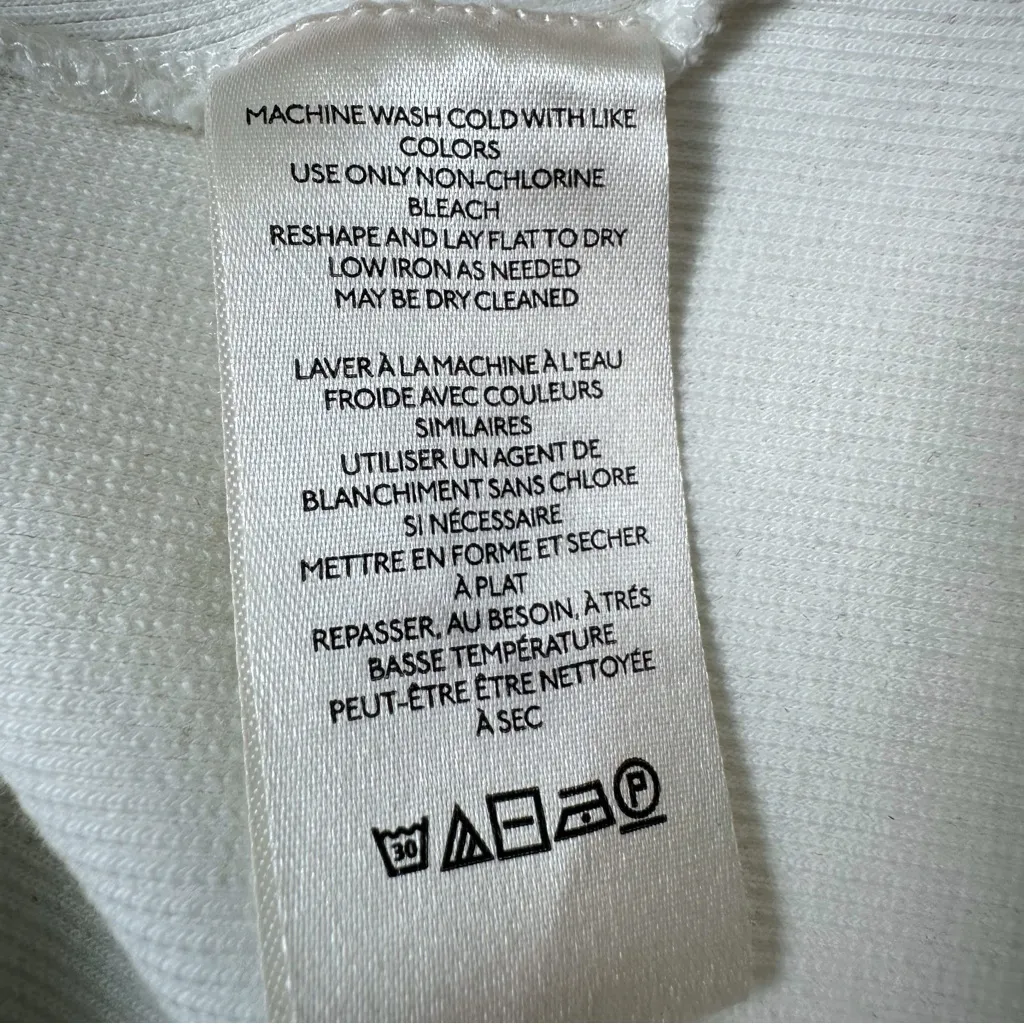 MACHINE WASH COLD WITH LIKE
COLORS
USE ONLY NON-CHLORINE
BLEACH
RESHAPE AND LAY FLAT TO DRY
LOW IRON AS NEEDED
MAY BE DRY CLEANED
LAVER À LA MACHINE À L'EAU
FROIDE AVEC COULEURS
SIMILAIRES
UTILISER UN AGENT DE
BLANCHIMENT SANS CHLORE
SI NÉCESSAIRE
METTRE EN FORME ET SECHER
À PLAT
REPASSER, AU BESOIN, À TRÉS
BASSE TEMPÉRATURE
PEUT-ÊTRE ÊTRE NETTOYÉE
À SEC
30 P